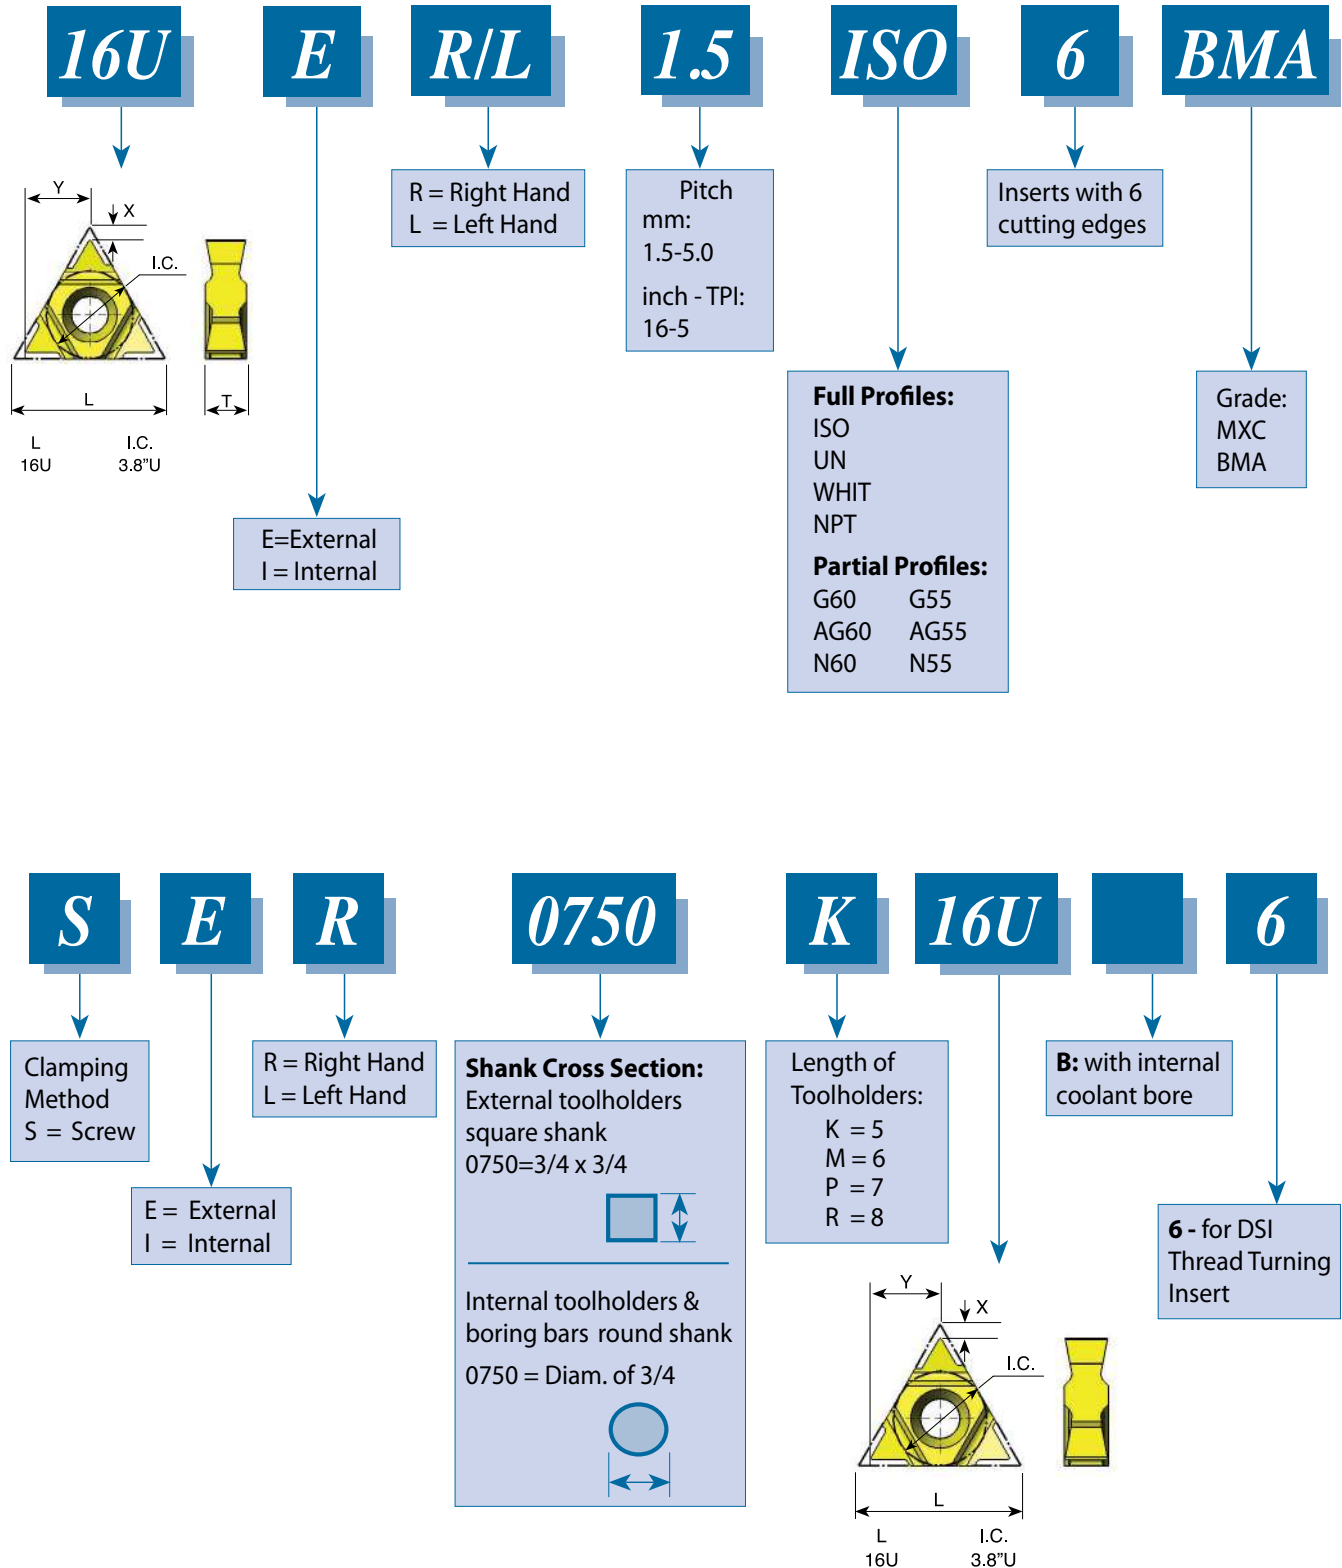 16U E R/L 1.5 ISO 6 BMA
Y
X
I.C.
L
T
L I.C.
16U 3.8”U
E=External
I = Internal
R = Right Hand
L = Left Hand
Pitch
mm:
1.5-5.0
inch - TPI:
16-5
Full Profiles:
ISO
UN
WHIT
NPT
Partial Profiles:
G60 G55
AG60 AG55
N60 N55
Inserts with 6
cutting edges
Grade:
MXC
BMA
S E R 0750 K 16U 6
Clamping
Method
S = Screw
E = External
I = Internal
R = Right Hand
L = Left Hand
Shank Cross Section:
External toolholders
square shank
0750=3/4 x 3/4
Internal toolholders &
boring bars round shank
0750 = Diam. of 3/4
Length of
Toolholders:
K = 5
M = 6
P = 7
R = 8
Y
X
I.C.
L
L I.C.
16U 3.8”U
B: with internal
coolant bore
6 - for DSI
Thread Turning
Insert